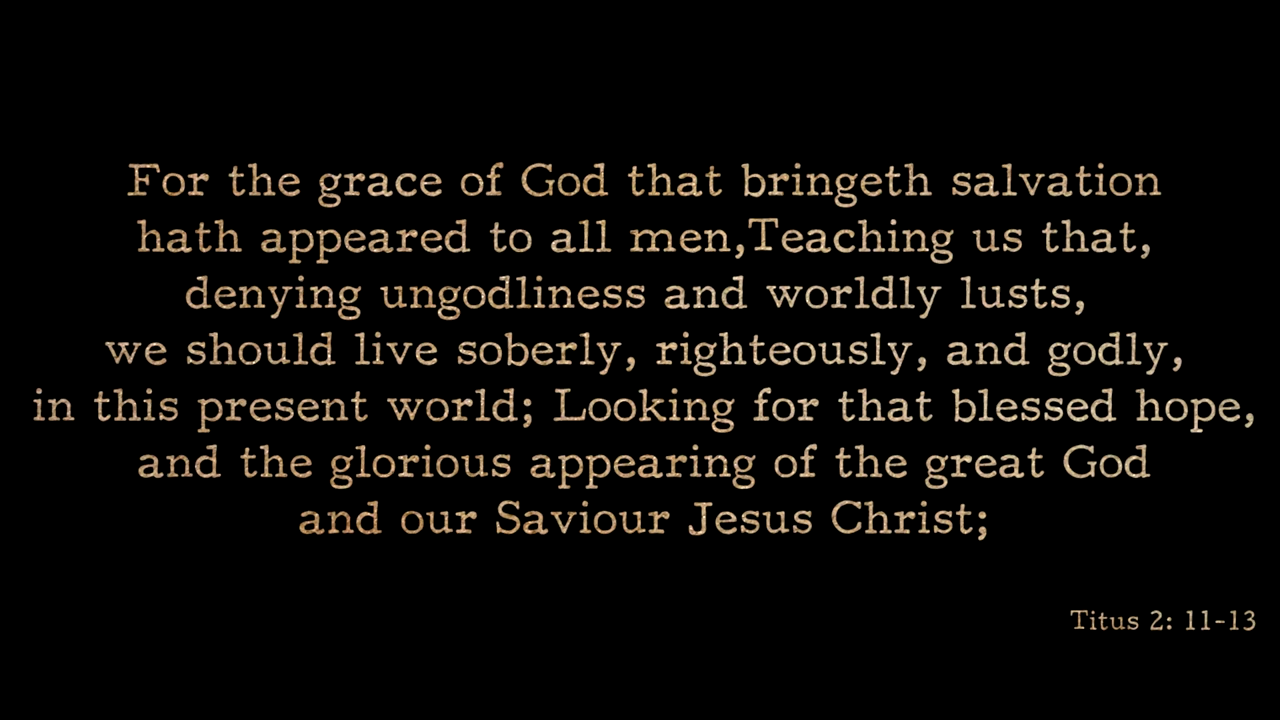 For the grace of God that bringeth salvation
hath appeared to all men,Teaching us that,
denying ungodliness and worldly lusts,
we should live soberly, righteously, and godly,
in this present world; Looking for that blessed hope,
and the glorious appearing of the great God
and our Saviour Jesus Christ;
Titus 2: 11-13